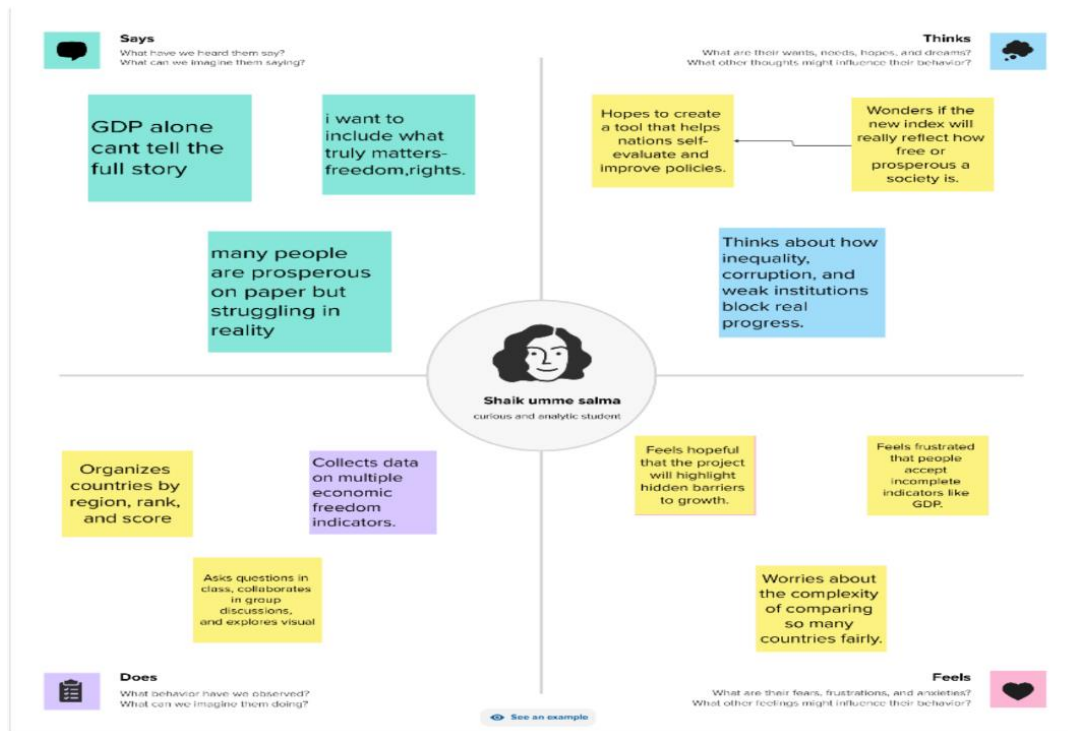 Says
What have we heard them say?
What can we imagine them saying?
Thinks
What are their wants, needs, hopes, and dreams?
What other thoughts might influence their behavior?
GDP alone
cant tell the
full story
i want to
include what
truly matters-
freedom,rights.
many people
are prosperous
on paper but
struggling in
reality
Hopes to create
a tool that helps
nations self-
evaluate and
improve policies.
Wonders if the
new index will
really reflect how
free or
prosperous a
society is.
Thinks about how
inequality,
corruption, and
weak institutions
block real
progress.
Shaik umme salma
curious and analytic student
Organizes
countries by
region, rank,
and score
Collects data
on multiple
economic
freedom
indicators.
Asks questions in
class, collaborates
in group
discussions,
and explores visual
Feels hopeful
that the project
will highlight
hidden barriers
to growth.
Feels frustrated
that people
accept
incomplete
indicators like
GDP.
Worries about
the complexity
of comparing
so many
countries fairly.
Does
What behavior have we observed?
What can we imagine them doing?
See an example
Feels
What are their fears, frustrations, and anxieties?
What other feelings might influence their behavior?